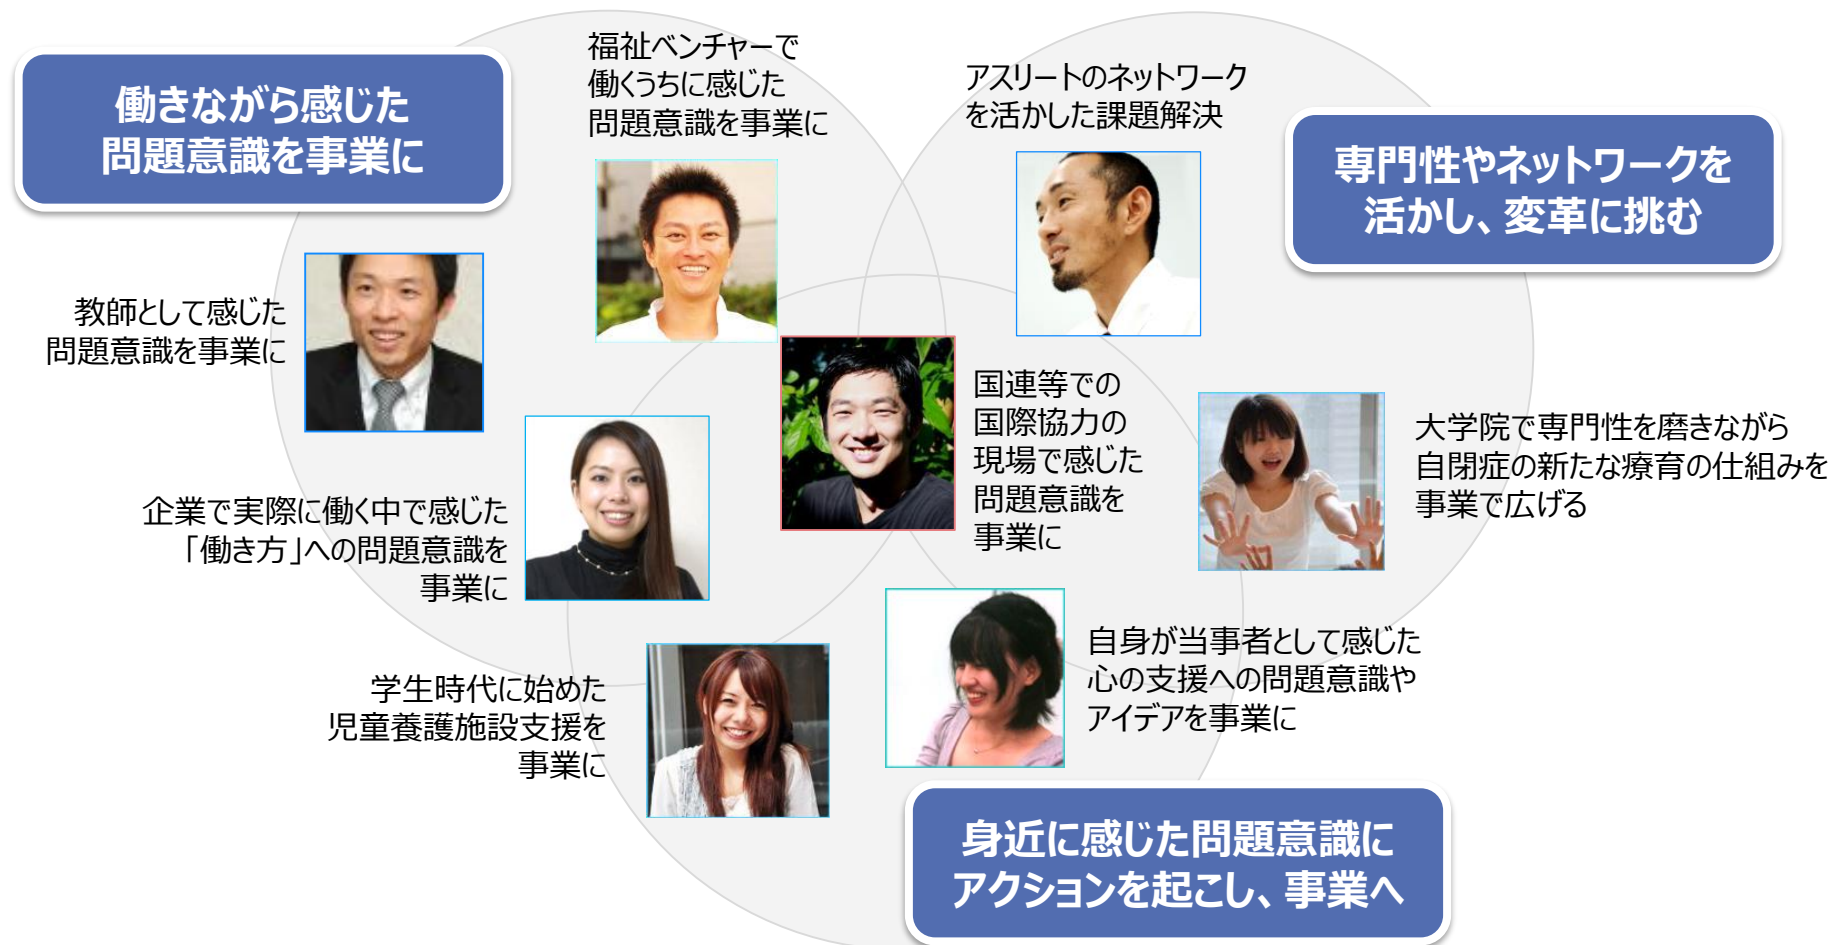 働きながら感じた
問題意識を事業に
福祉ベンチャーで
働くうちに感じた
問題意識を事業に
アスリートのネットワーク
を活かした課題解決
専門性やネットワークを
活かし、変革に挑む
教師として感じた
問題意識を事業に
国連等での
国際協力の
現場で感じた
問題意識を
事業に
大学院で専門性を磨きながら
自閉症の新たな療育の仕組みを
事業で広げる
企業で実際に働く中で感じた
「働き方」への問題意識を
事業に
自身が当事者として感じた
心の支援への問題意識や
アイデアを事業に
学生時代に始めた
児童養護施設支援を
事業に
身近に感じた問題意識に
アクションを起こし、事業へ